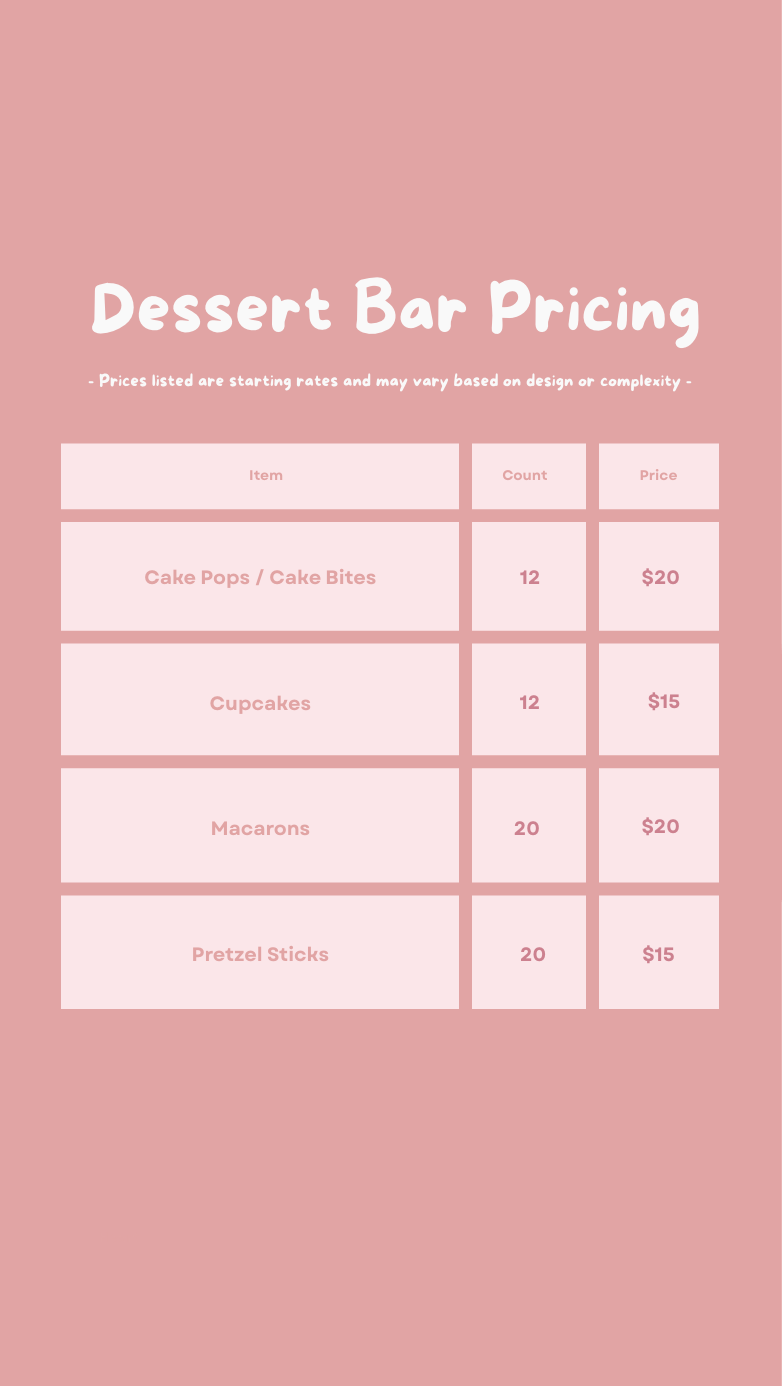 Dessert Bar Pricing
- Prices listed are starting rates and may vary based on design or complexity -
Item Count Price
Cake Pops / Cake Bites 12 $20
Cupcakes 12 $15
Macarons 20 $20
Pretzel Sticks 20 $15